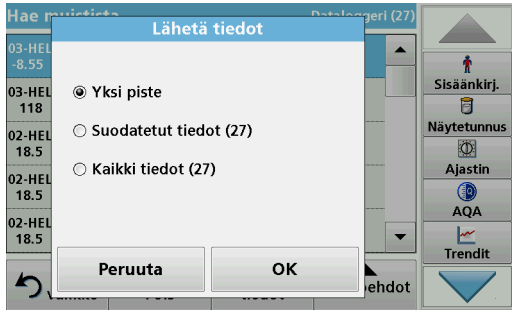 Hae muistista Dataloggeri (27)
Lähetä tiedot
03-HEL
-8.55
03-HEL
118
02-HEL
18.5
02-HEL
18.5
02-HEL
18.5
Yksi piste
Suodatetut tiedot (27)
Kaikki tiedot (27)
Peruuta
OK
Sisäänkirj.
Näytetunnus
Ajastin
AQA
Trendit